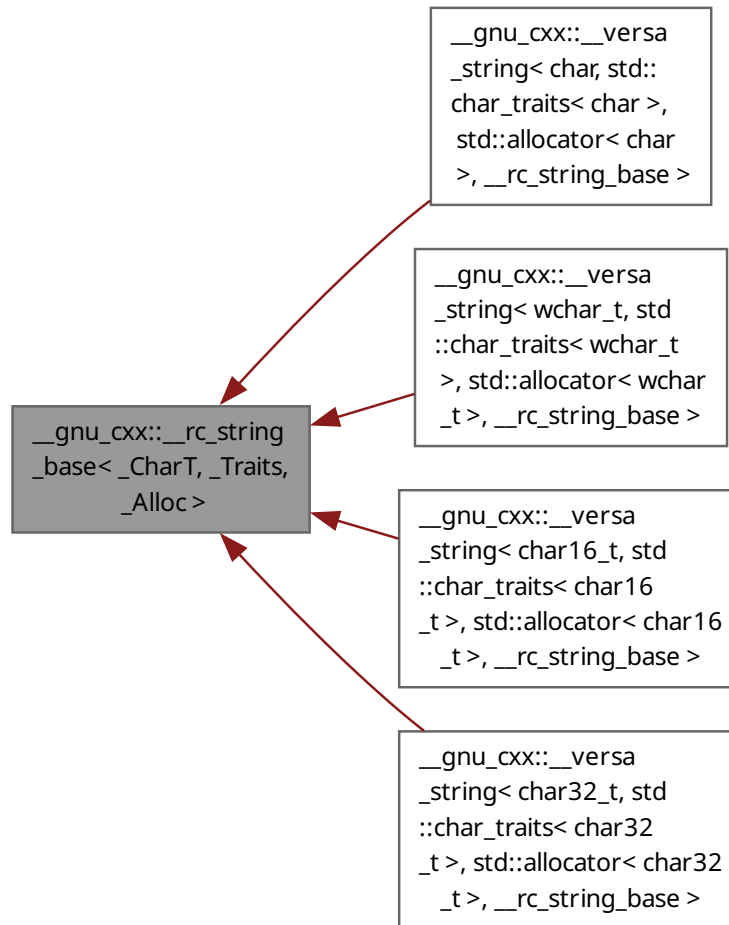 __gnu_cxx::__versa
_string< char, std::
char_traits< char >,
std::allocator< char
>, __rc_string_base >
__gnu_cxx::__versa
_string< wchar_t, std
::char_traits< wchar_t
>, std::allocator< wchar
_t >, __rc_string_base >
__gnu_cxx::__rc_string
_base< _CharT, _Traits,
_Alloc >
__gnu_cxx::__versa
_string< char16_t, std
::char_traits< char16
_t >, std::allocator< char16
_t >, __rc_string_base >
__gnu_cxx::__versa
_string< char32_t, std
::char_traits< char32
_t >, std::allocator< char32
_t >, __rc_string_base >